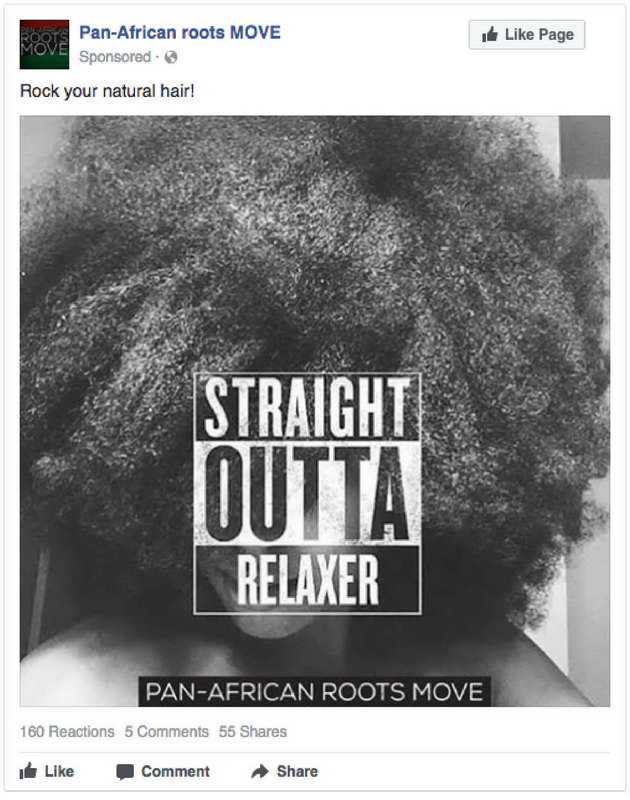 ROOTS
MOVE
Pan-African roots MOVE
Like Page
Sponsored ·
Rock your natural hair!
STRAIGHT
OUTTA
RELAXER
PAN-AFRICAN ROOTS MOVE
160 Reactions 5 Comments 55 Shares
Like Comment Share